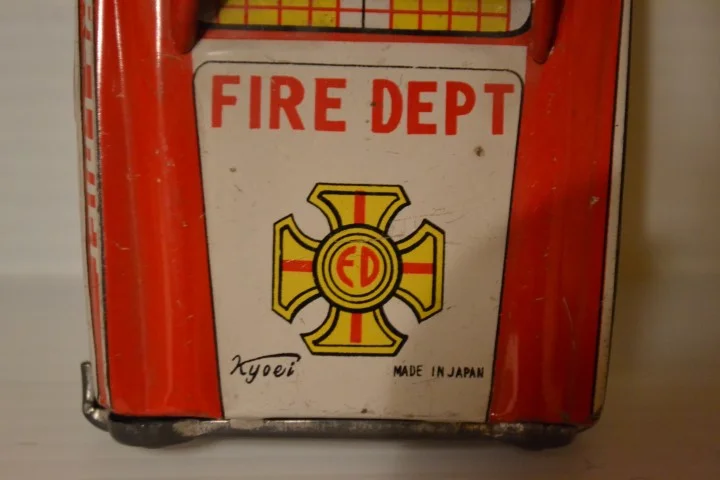 FIRE DEPT
FD
Kyoei
MADE IN JAPAN